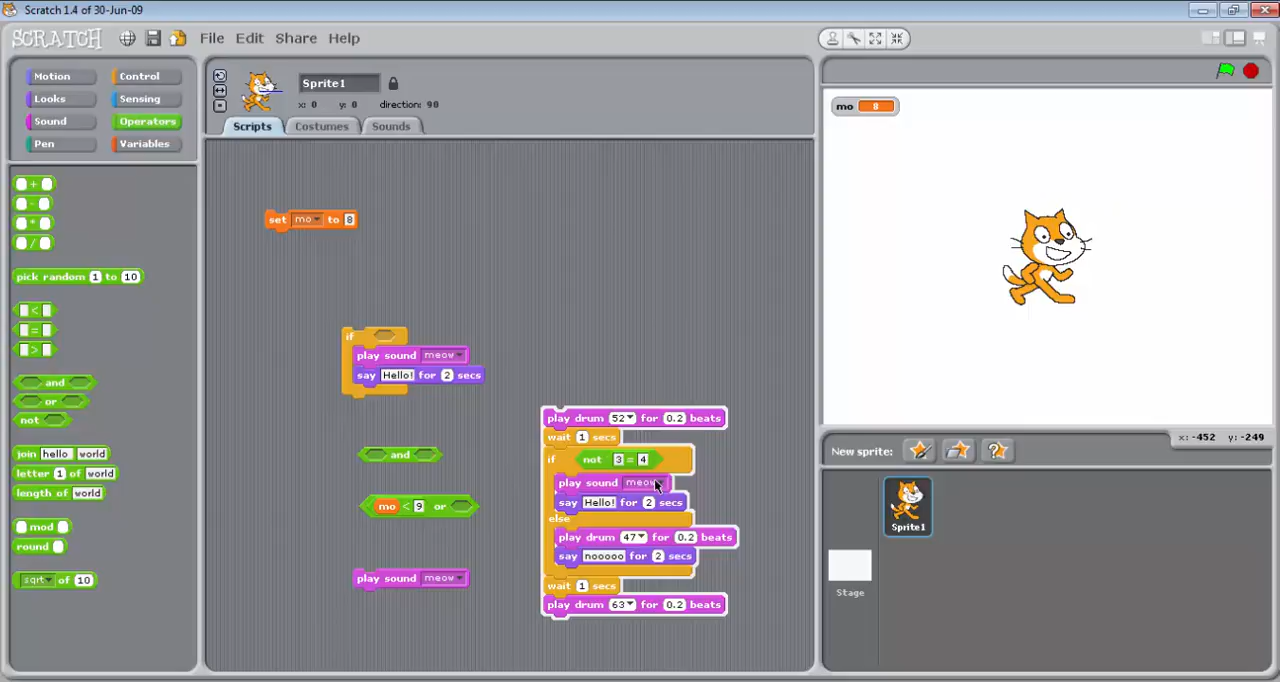 Scratch 1.4 of 30-Jun-09
SCRATCH File Edit Share Help
Motion Control
Looks Sensing
Sound Operators
Pen Variables
Sprite1
x: 0 y: 0 direction: 90
Scripts Costumes Sounds
+
-
*
/
pick random 1 to 10
<
=
>
and
or
not
join hello world
letter 1 of world
length of world
mod
round
sqrt of 10
set mo to 8
if
play sound meow
say Hello! for 2 secs
and
mo < 9 or
play sound meow
play drum 52 for 0.2 beats
wait 1 secs
if not 3 = 4
play sound meow
say Hello! for 2 secs
else
play drum 47 for 0.2 beats
say nooooo for 2 secs
wait 1 secs
play drum 63 for 0.2 beats
mo 8
x: -452 y: -249
New sprite:
Sprite1
Stage